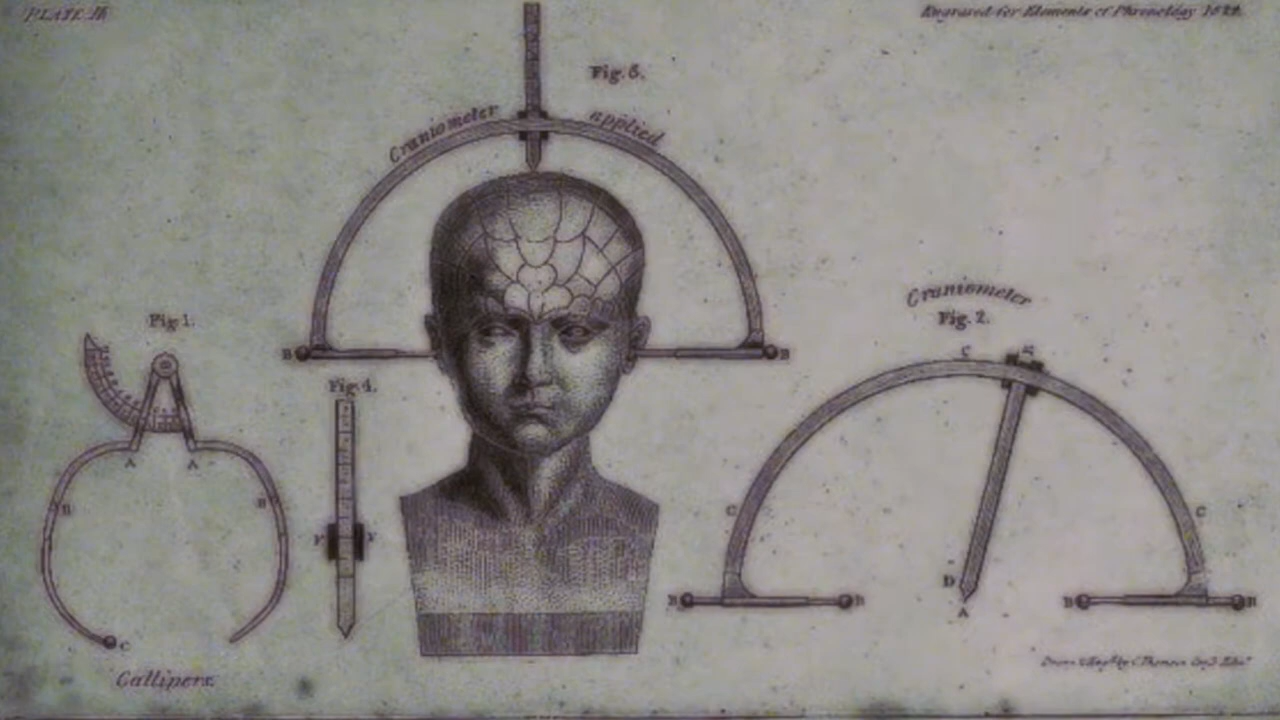 PLATE II.
Engraved for Elements of Phrenology 1824.
Fig. 3.
Craniometer applied
B
B
Craniometer
Fig. 2.
C
Fig. 1.
Fig. 4.
A
A
B
B
C
C
F
F
D
A
B
B
B
B
C
Callipers.